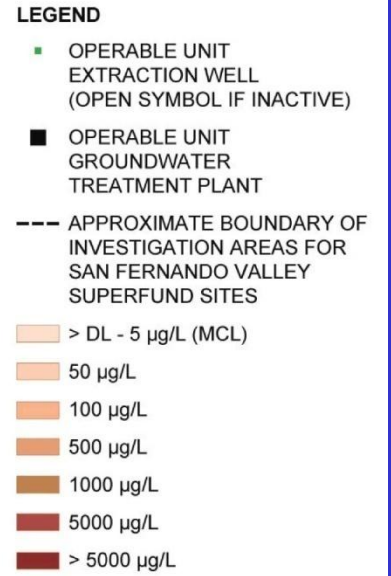 LEGEND
OPERABLE UNIT
EXTRACTION WELL
(OPEN SYMBOL IF INACTIVE)
OPERABLE UNIT
GROUNDWATER
TREATMENT PLANT
APPROXIMATE BOUNDARY OF
INVESTIGATION AREAS FOR
SAN FERNANDO VALLEY
SUPERFUND SITES
> DL - 5 µg/L (MCL)
50 µg/L
100 µg/L
500 µg/L
1000 µg/L
5000 µg/L
> 5000 µg/L